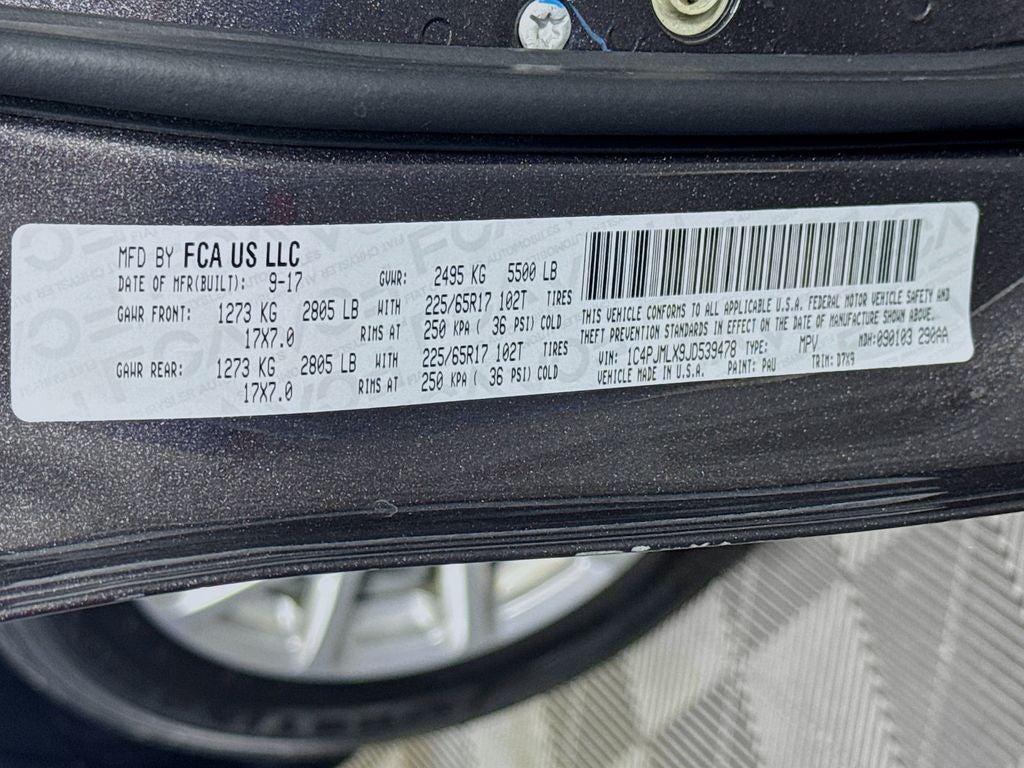 MFD BY FCA US LLC
DATE OF MFR(BUILT): 9-17 GVWR: 2495 KG 5500 LB
GAWR FRONT: 1273 KG 2805 LB WITH 225/65R17 102T TIRES
17X7.0 RIMS AT 250 KPA ( 36 PSI) COLD
GAWR REAR: 1273 KG 2805 LB WITH 225/65R17 102T TIRES
17X7.0 RIMS AT 250 KPA ( 36 PSI) COLD
THIS VEHICLE CONFORMS TO ALL APPLICABLE U.S.A. FEDERAL MOTOR VEHICLE SAFETY AND
THEFT PREVENTION STANDARDS IN EFFECT ON THE DATE OF MANUFACTURE SHOWN ABOVE.
VIN: 1C4PJMLX9JD539478 TYPE: MPV MDH:090103 290AA
VEHICLE MADE IN U.S.A. PAINT: PAU TRIM: D7X9